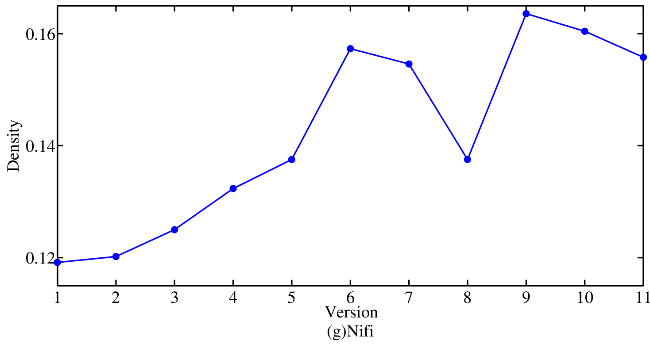 0.16
0.14
0.12
Density
1 2 3 4 5 6 7 8 9 10 11
Version
(g)Nifi